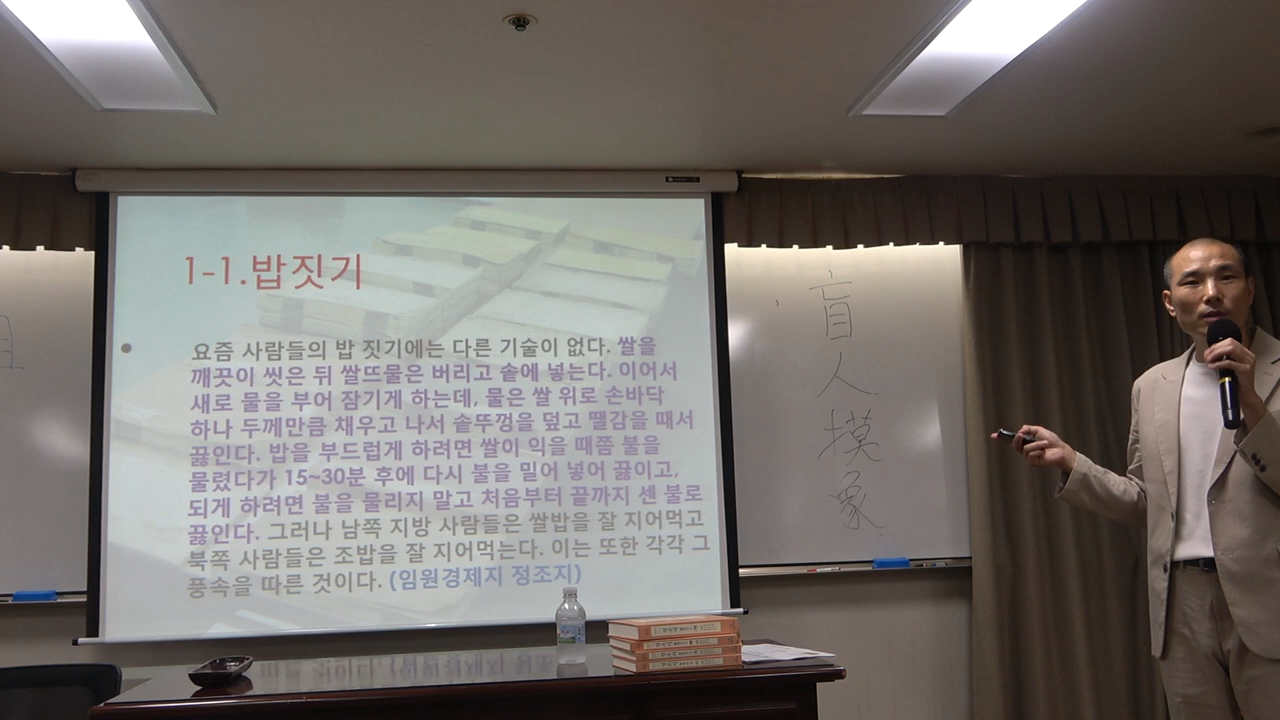 1-1.밥짓기
요즘 사람들의 밥 짓기에는 다른 기술이 없다. 쌀을
깨끗이 씻은 뒤 쌀뜨물은 버리고 솥에 넣는다. 이어서
새로 물을 부어 잠기게 하는데, 물은 쌀 위로 손바닥
하나 두께만큼 채우고 나서 솥뚜껑을 덮고 땔감을 때서
끓인다. 밥을 부드럽게 하려면 쌀이 익을 때쯤 불을
물렸다가 15~30분 후에 다시 불을 밀어 넣어 끓이고,
되게 하려면 불을 물리지 말고 처음부터 끝까지 센 불로
끓인다. 그러나 남쪽 지방 사람들은 쌀밥을 잘 지어먹고
북쪽 사람들은 조밥을 잘 지어먹는다. 이는 또한 각각 그
풍속을 따른 것이다. (임원경제지 정조지)
盲人摸象